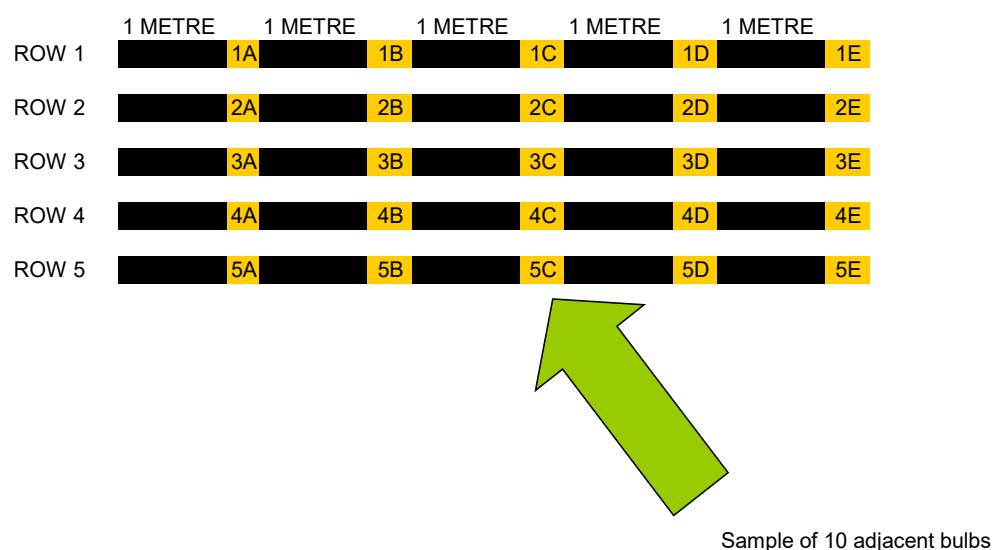 1 METRE 1 METRE 1 METRE 1 METRE 1 METRE
ROW 1 1A 1B 1C 1D 1E
ROW 2 2A 2B 2C 2D 2E
ROW 3 3A 3B 3C 3D 3E
ROW 4 4A 4B 4C 4D 4E
ROW 5 5A 5B 5C 5D 5E
Sample of 10 adjacent bulbs